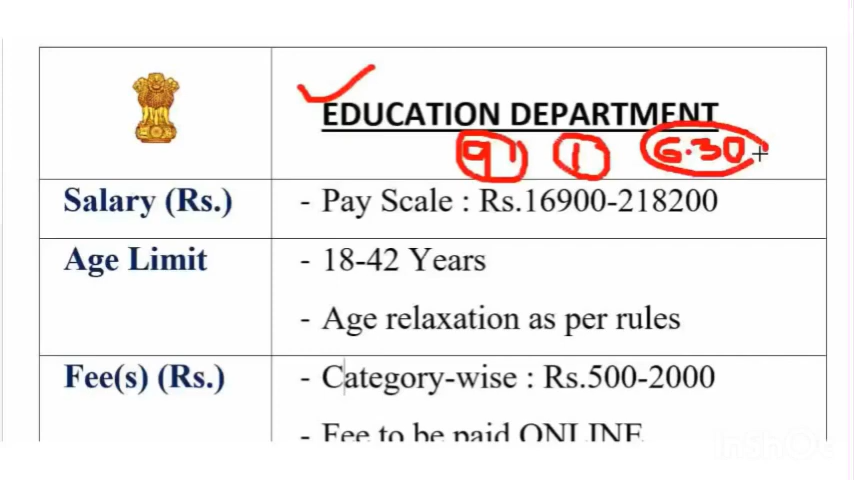 EDUCATION DEPARTMENT
9 1 6.30
Salary (Rs.)
- Pay Scale : Rs.16900-218200
Age Limit
- 18-42 Years
- Age relaxation as per rules
Fee(s) (Rs.)
- Category-wise : Rs.500-2000
- Fee to be paid ONLINE